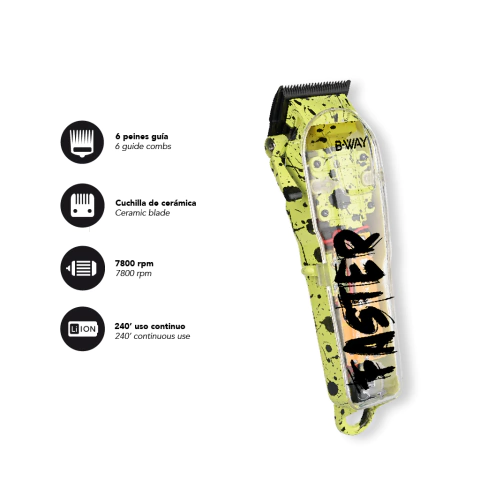 6 peines guía
6 guide combs
Cuchilla de cerámica
Ceramic blade
7800 rpm
7800 rpm
Li ION
240' uso continuo
240' continuous use
B·WAY
FASTER